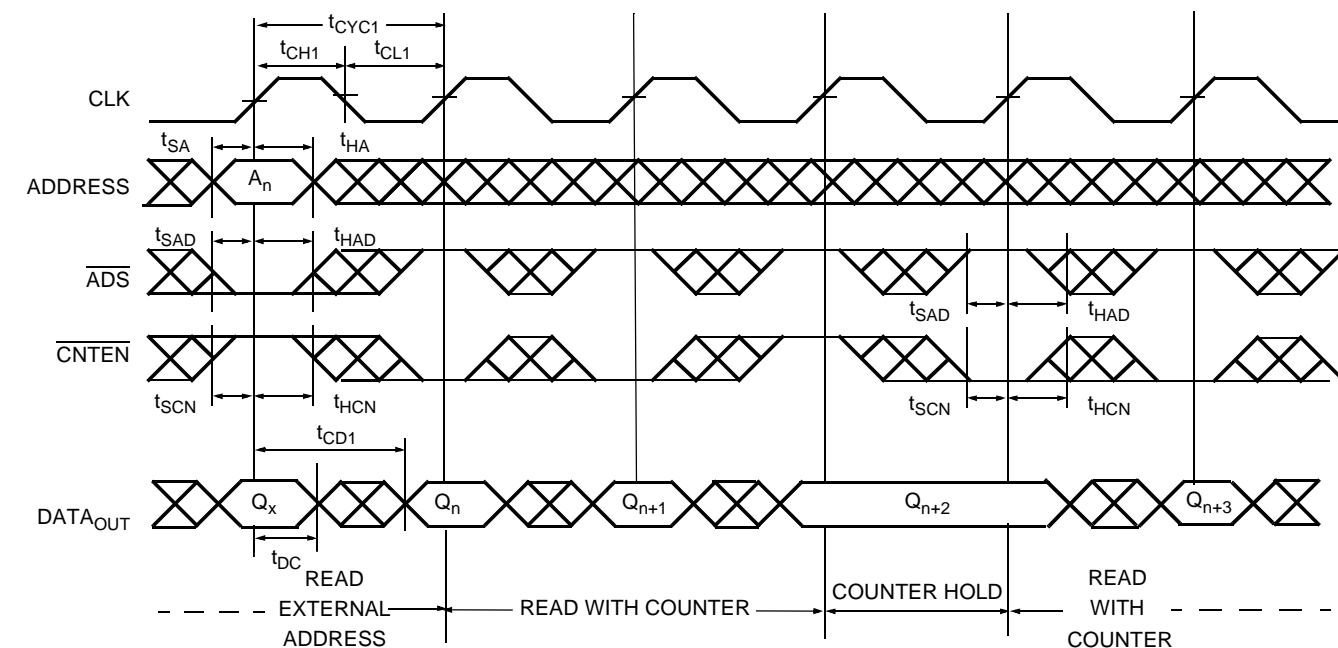 tCYC1
tCH1 tCL1
CLK
tSA tHA
ADDRESS An
tSAD tHAD
ADS
tSAD tHAD
CNTEN
tSCN tHCN tSCN tHCN
tCD1
DATAOUT Qx Qn Qn+1 Qn+2 Qn+3
tDC
READ EXTERNAL ADDRESS
READ WITH COUNTER
COUNTER HOLD
READ WITH COUNTER